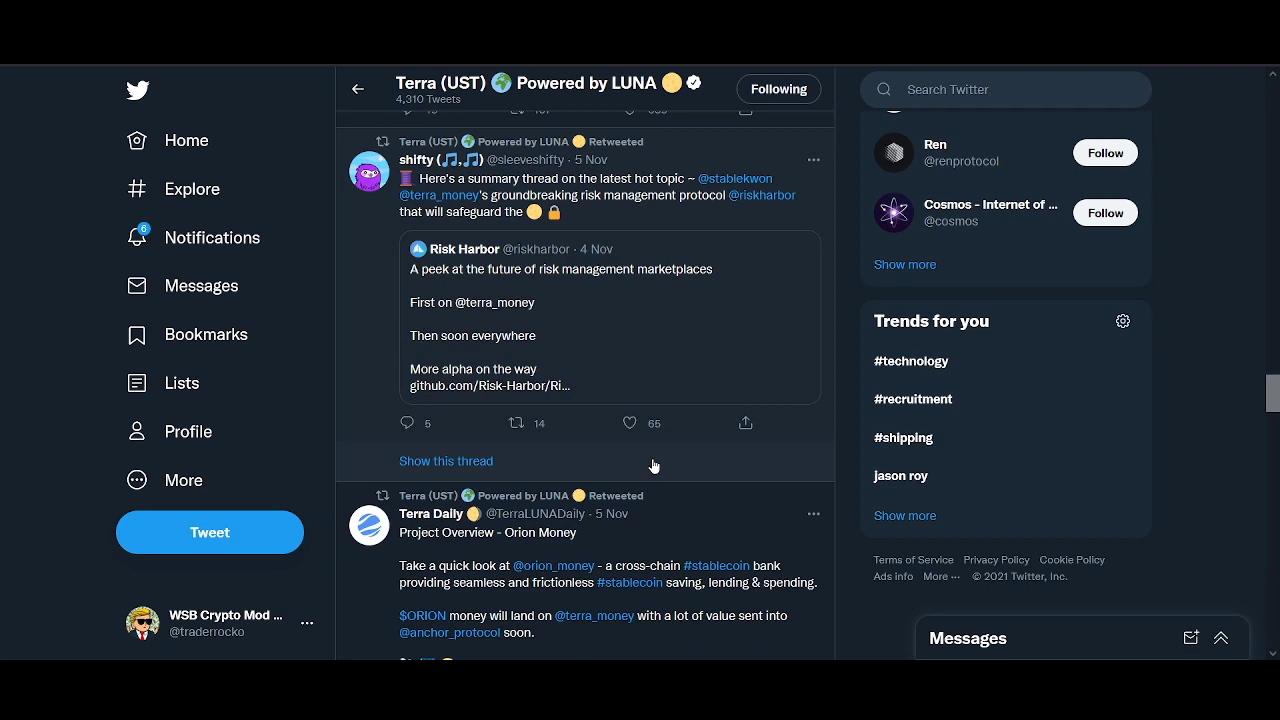 Terra (UST) 🌍 Powered by LUNA 🌕
4,310 Tweets
Following
Home
Explore
6
Notifications
Messages
Bookmarks
Lists
Profile
More
Tweet
WSB Crypto Mod ...
@traderrocko
Terra (UST) 🌍 Powered by LUNA 🌕 Retweeted
shifty (🎵,🎵) @sleeveshifty · 5 Nov
🧵 Here's a summary thread on the latest hot topic ~ @stablekwon
@terra_money's groundbreaking risk management protocol @riskharbor
that will safeguard the 🌕 🔒
Risk Harbor @riskharbor · 4 Nov
A peek at the future of risk management marketplaces
First on @terra_money
Then soon everywhere
More alpha on the way
github.com/Risk-Harbor/Ri...
5
14
65
Show this thread
Terra (UST) 🌍 Powered by LUNA 🌕 Retweeted
Terra Daily 🌖 @TerraLUNADaily · 5 Nov
Project Overview - Orion Money
Take a quick look at @orion_money - a cross-chain #stablecoin bank
providing seamless and frictionless #stablecoin saving, lending & spending.
$ORION money will land on @terra_money with a lot of value sent into
@anchor_protocol soon.
Search Twitter
Ren
@renprotocol
Follow
Cosmos - Internet of ...
@cosmos
Follow
Show more
Trends for you
#technology
#recruitment
#shipping
jason roy
Show more
Terms of Service Privacy Policy Cookie Policy
Ads info More ··· © 2021 Twitter, Inc.
Messages